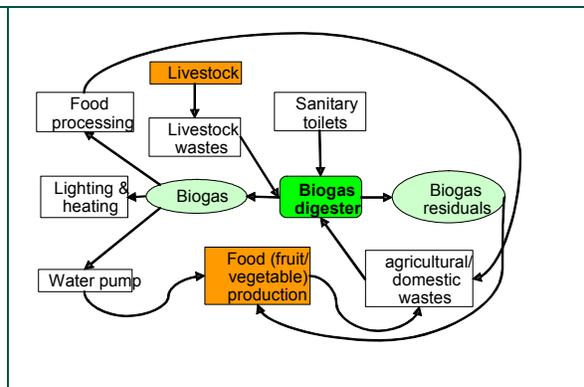 Livestock
Food
processing
Livestock
wastes
Sanitary
toilets
Lighting &
heating
Biogas
Biogas
digester
Biogas
residuals
Water pump
Food (fruit/
vegetable)
production
agricultural/
domestic
wastes